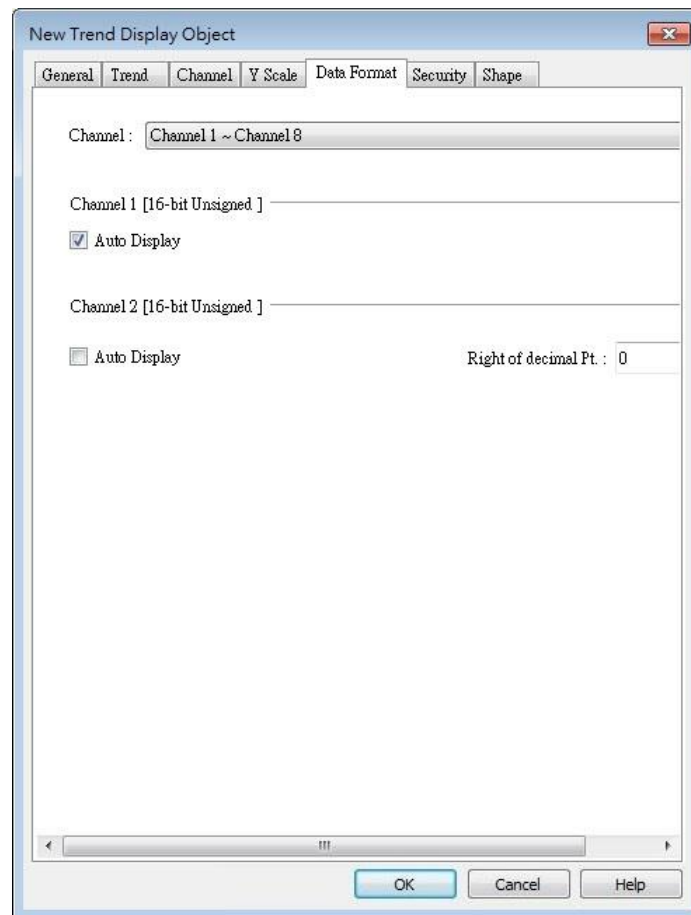 New Trend Display Object
General Trend Channel Y Scale Data Format Security Shape
Channel : Channel 1 ~ Channel 8
Channel 1 [16-bit Unsigned ]
Auto Display
Channel 2 [16-bit Unsigned ]
Auto Display Right of decimal Pt. : 0
OK Cancel Help